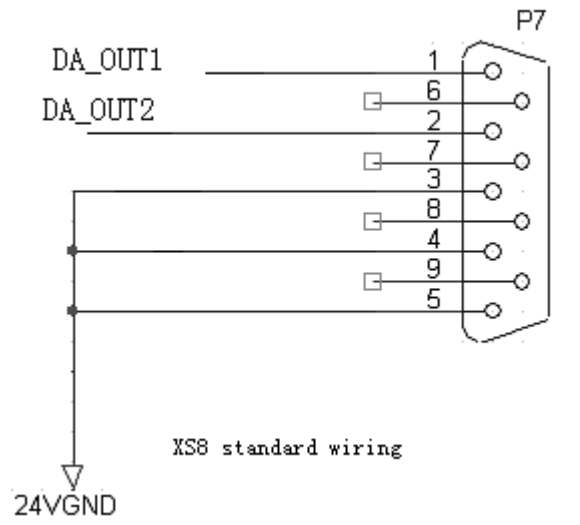 P7
DA_OUT1
1
6
DA_OUT2
2
7
3
8
4
9
5
XS8 standard wiring
24VGND